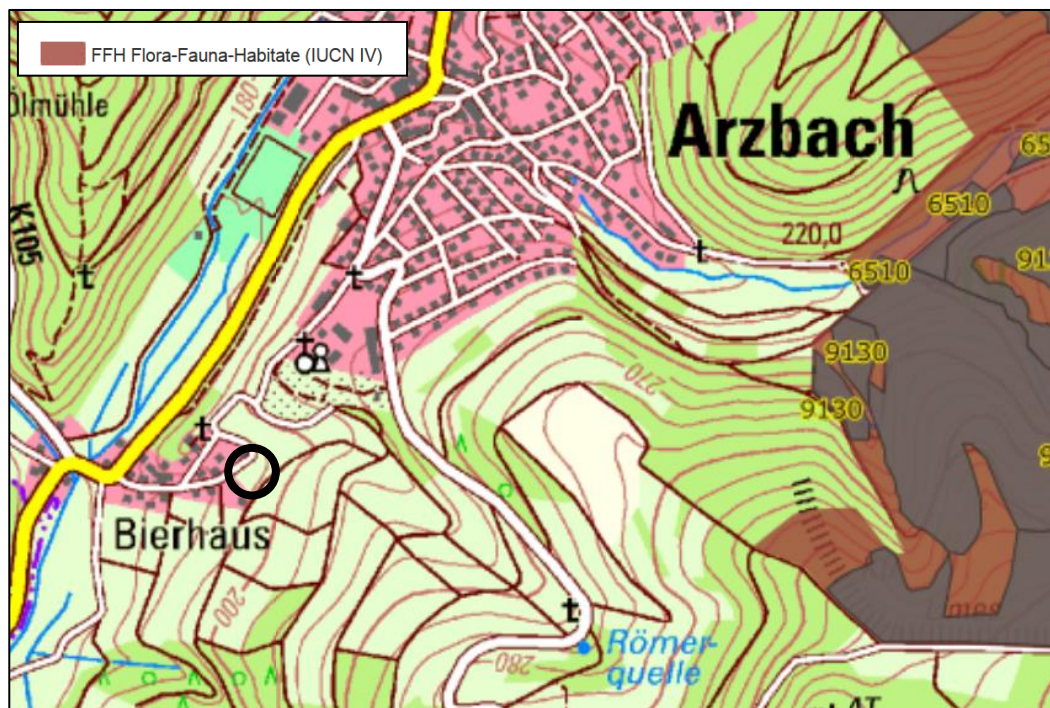 FFH Flora-Fauna-Habitate (IUCN IV)
Ölmühle
180
Arzbach
65
6510
K105
220,0
91
6510
270
9130
9130
9
Bierhaus
200
Römer-
quelle
280